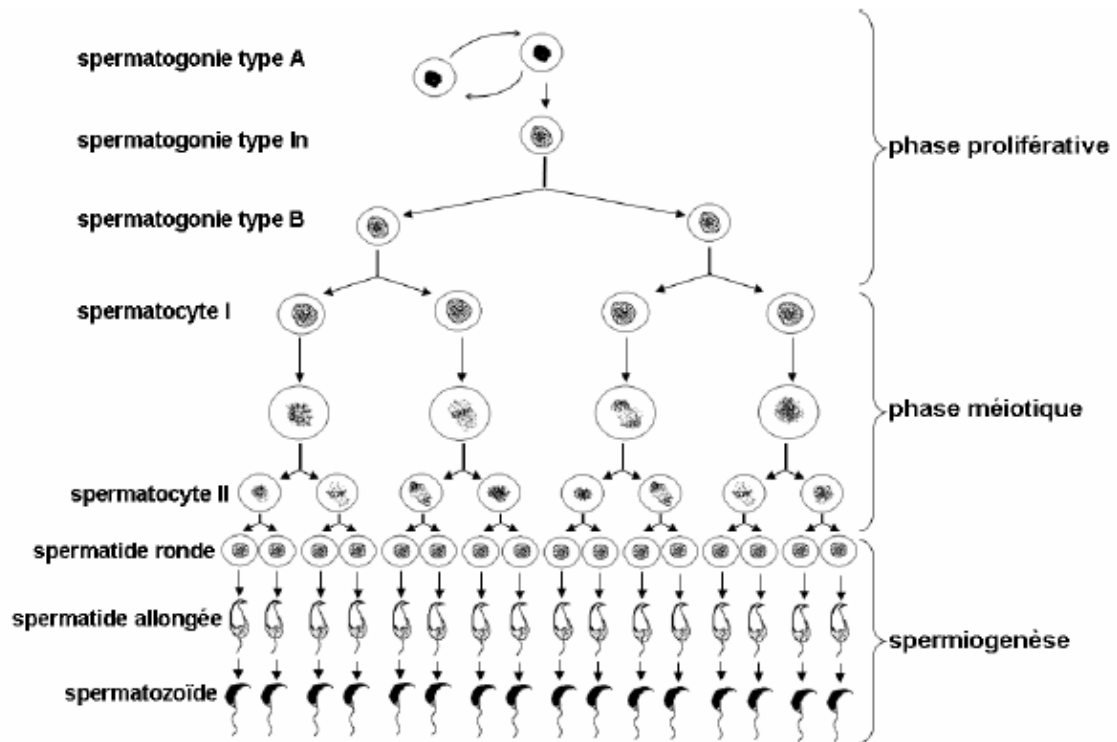 spermatogonie type A
spermatogonie type In
phase proliférative
spermatogonie type B
spermatocyte I
phase méiotique
spermatocyte II
spermatide ronde
spermatide allongée
spermiogenèse
spermatozoïde